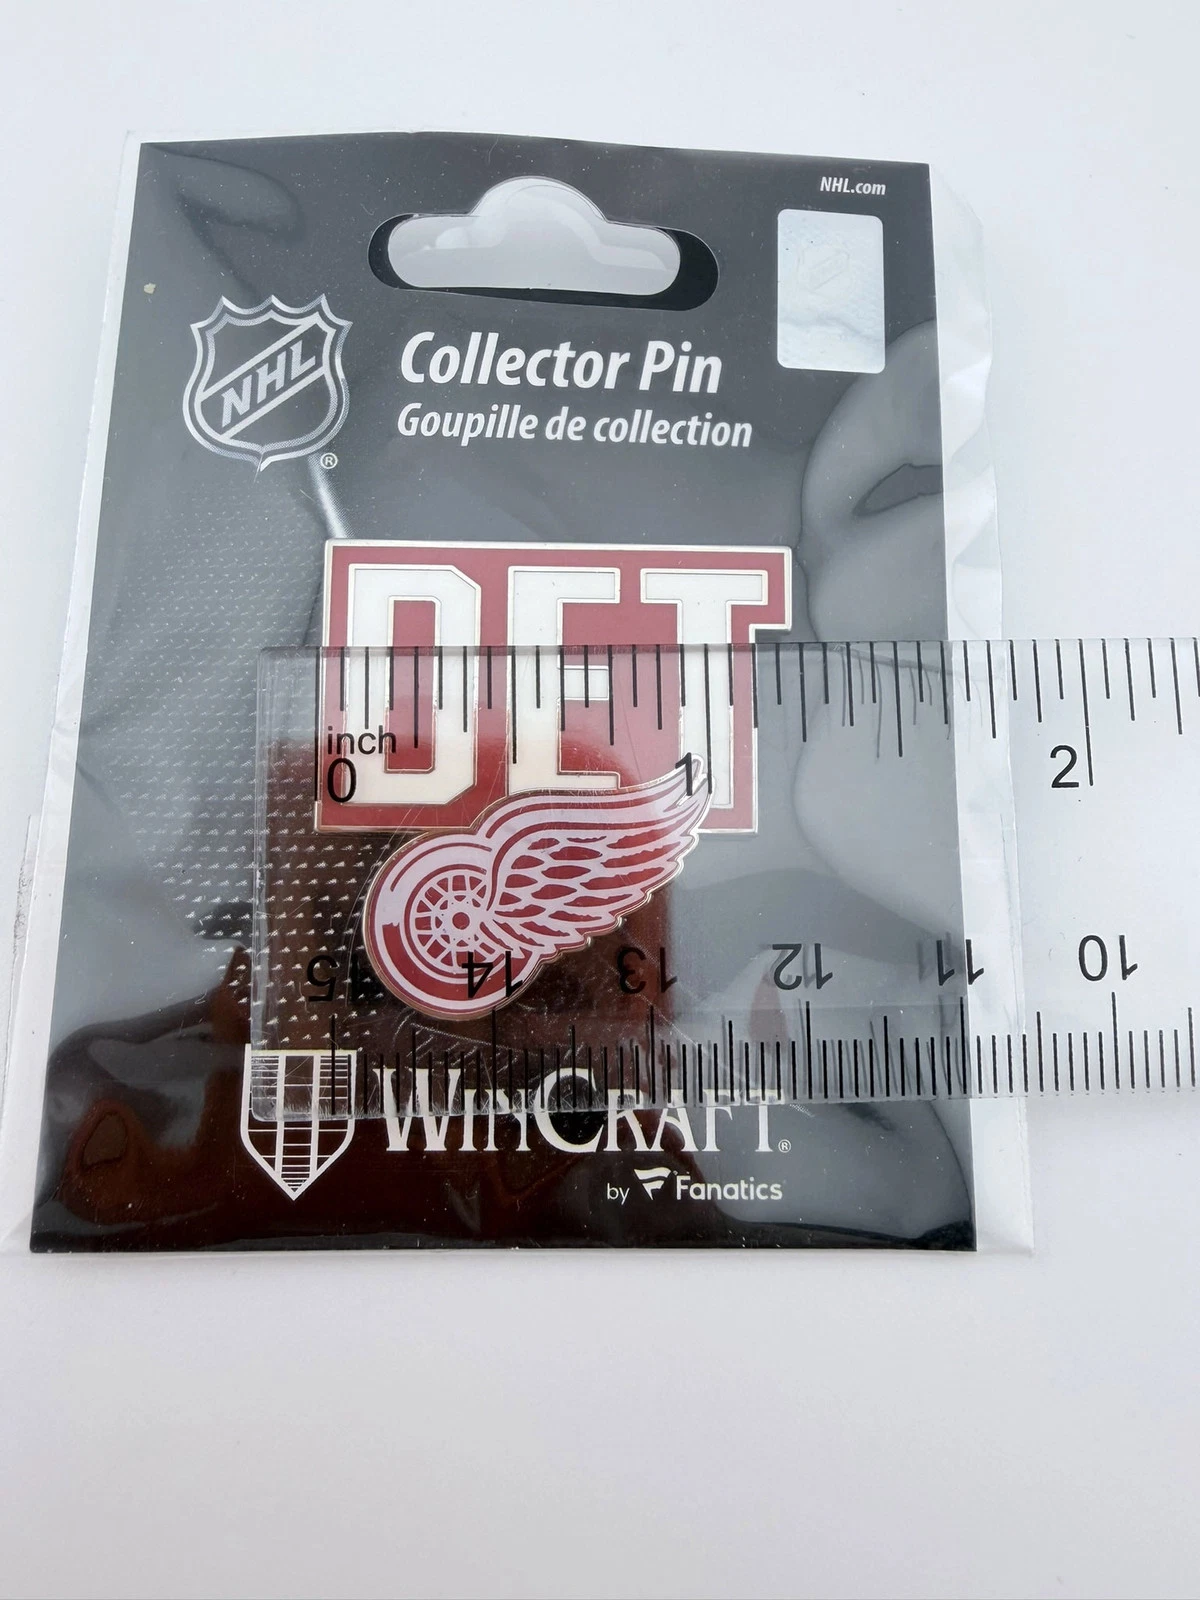 NHL.com
NHL
®
Collector Pin
Goupille de collection
DET
inch
0 1 2
15 14 13 12 11 10
WINCRAFT®
by Fanatics